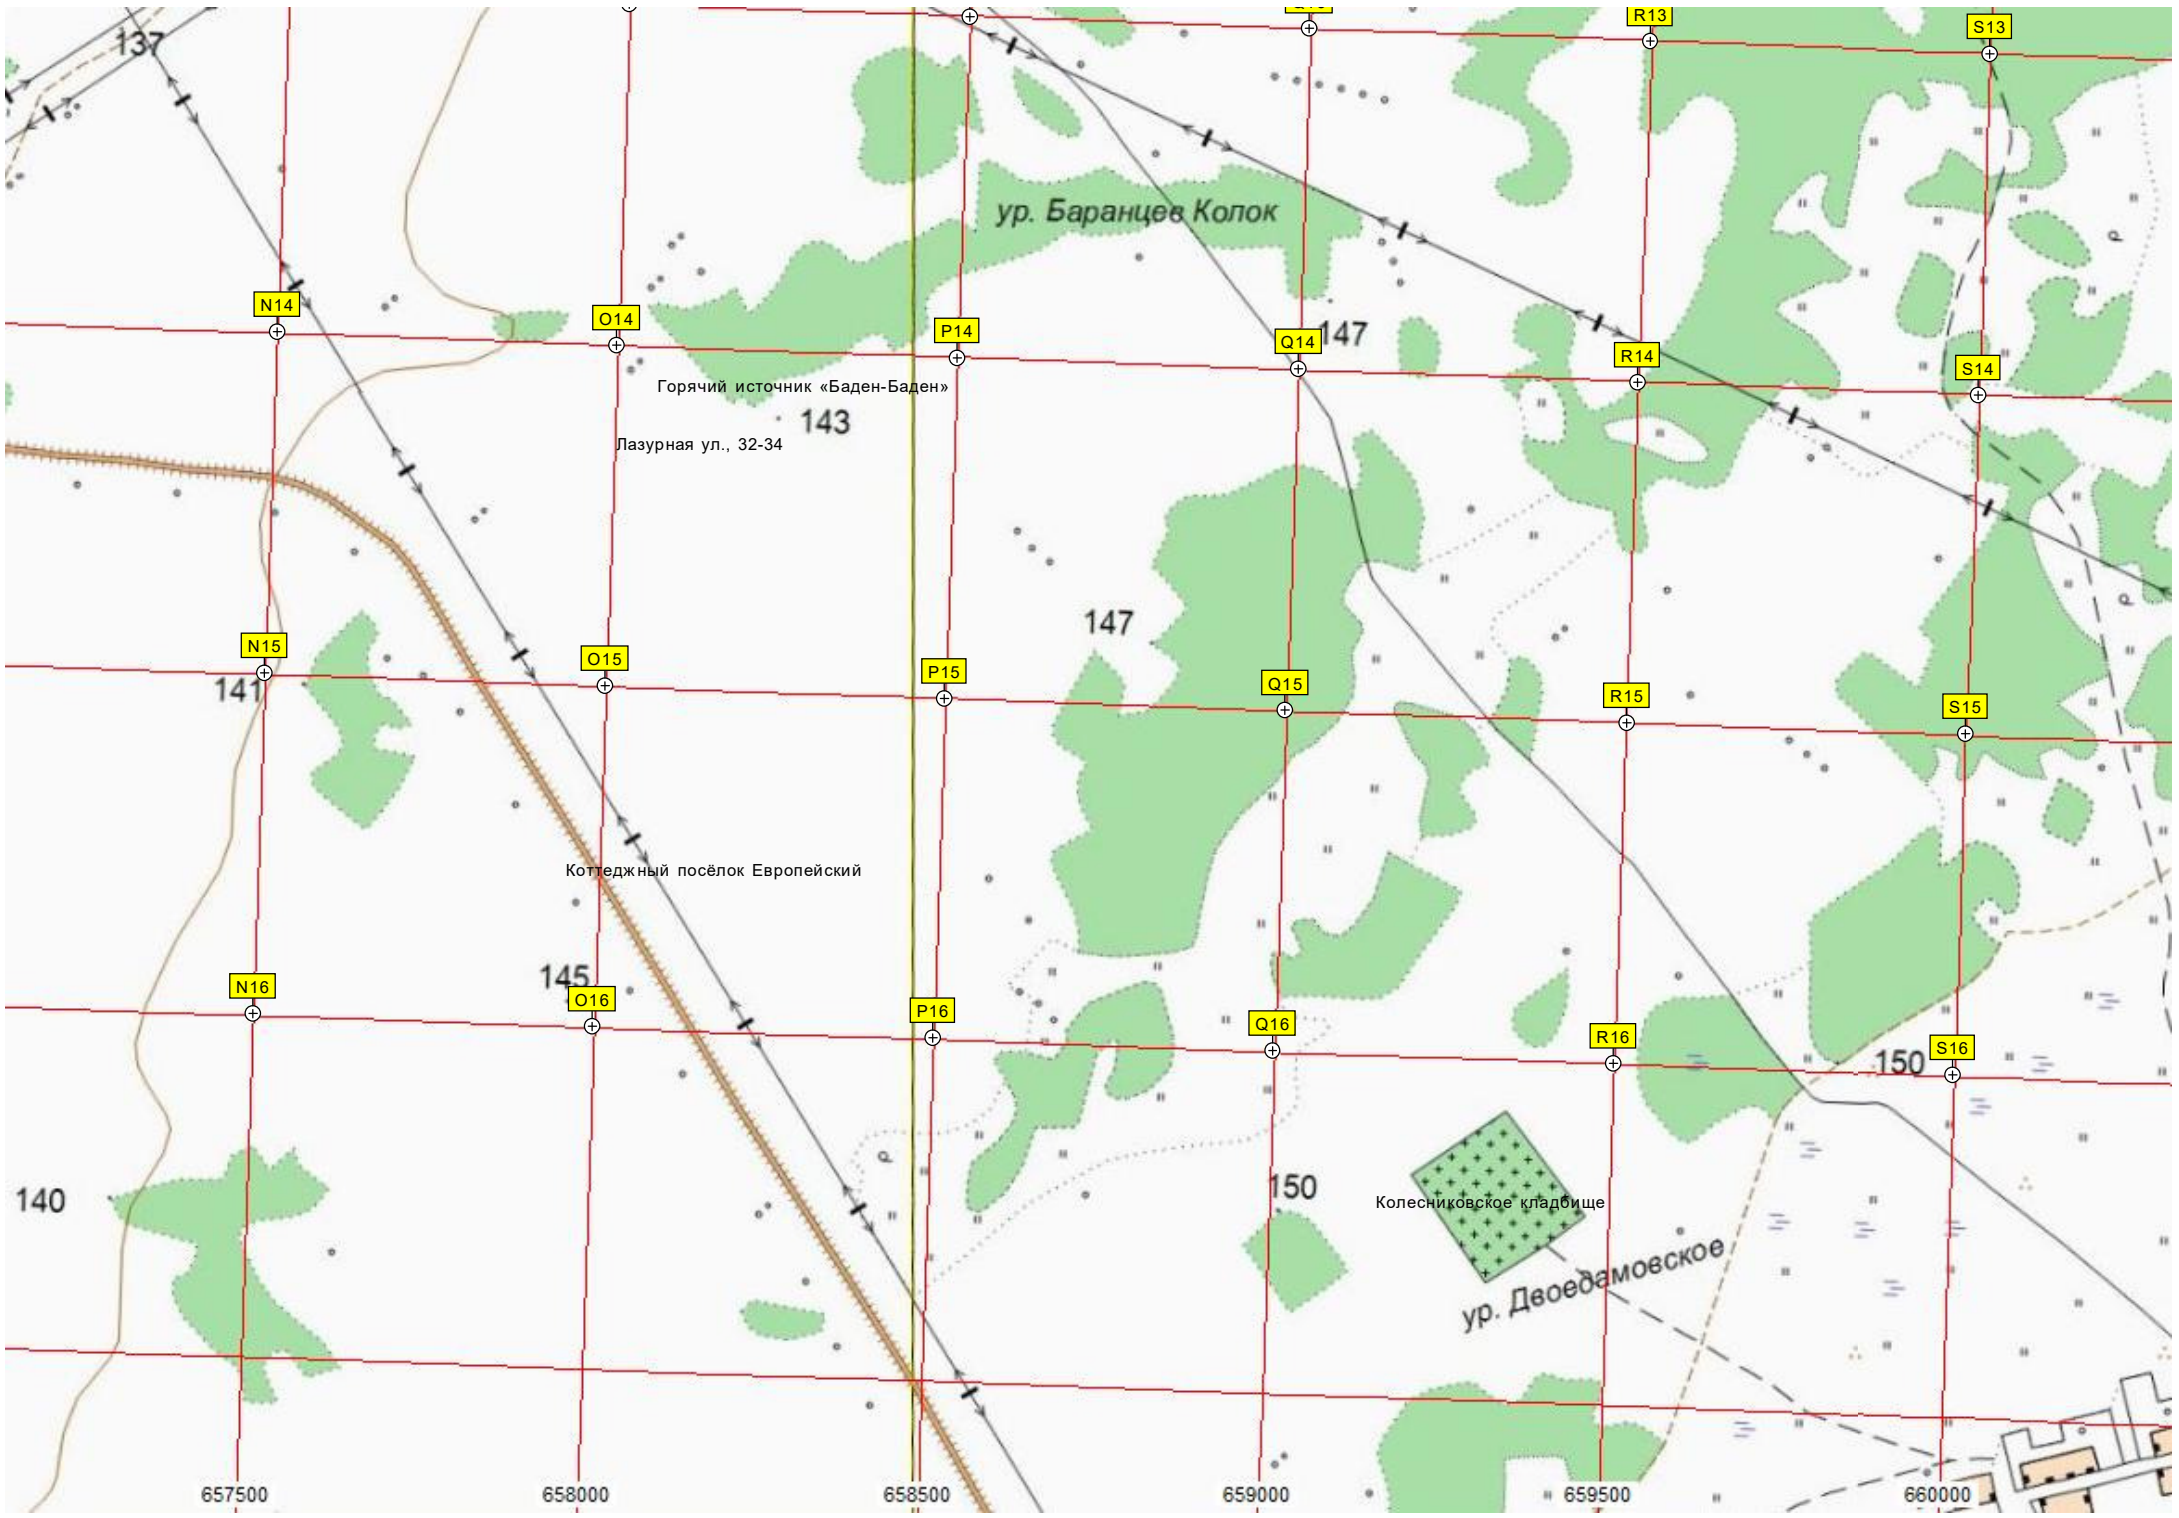 R13
S13
137
ур. Баранцев Колок
N14
O14
P14
Q14
147
R14
S14
Горячий источник «Баден-Баден»
143
Лазурная ул., 32-34
147
N15
O15
P15
Q15
R15
S15
141
Коттеджный посёлок Европейский
145
N16
O16
P16
Q16
R16
150
S16
140
150
Колесниковское кладбище
ур. Двоедамовское
657500 658000 658500 659000 659500 660000